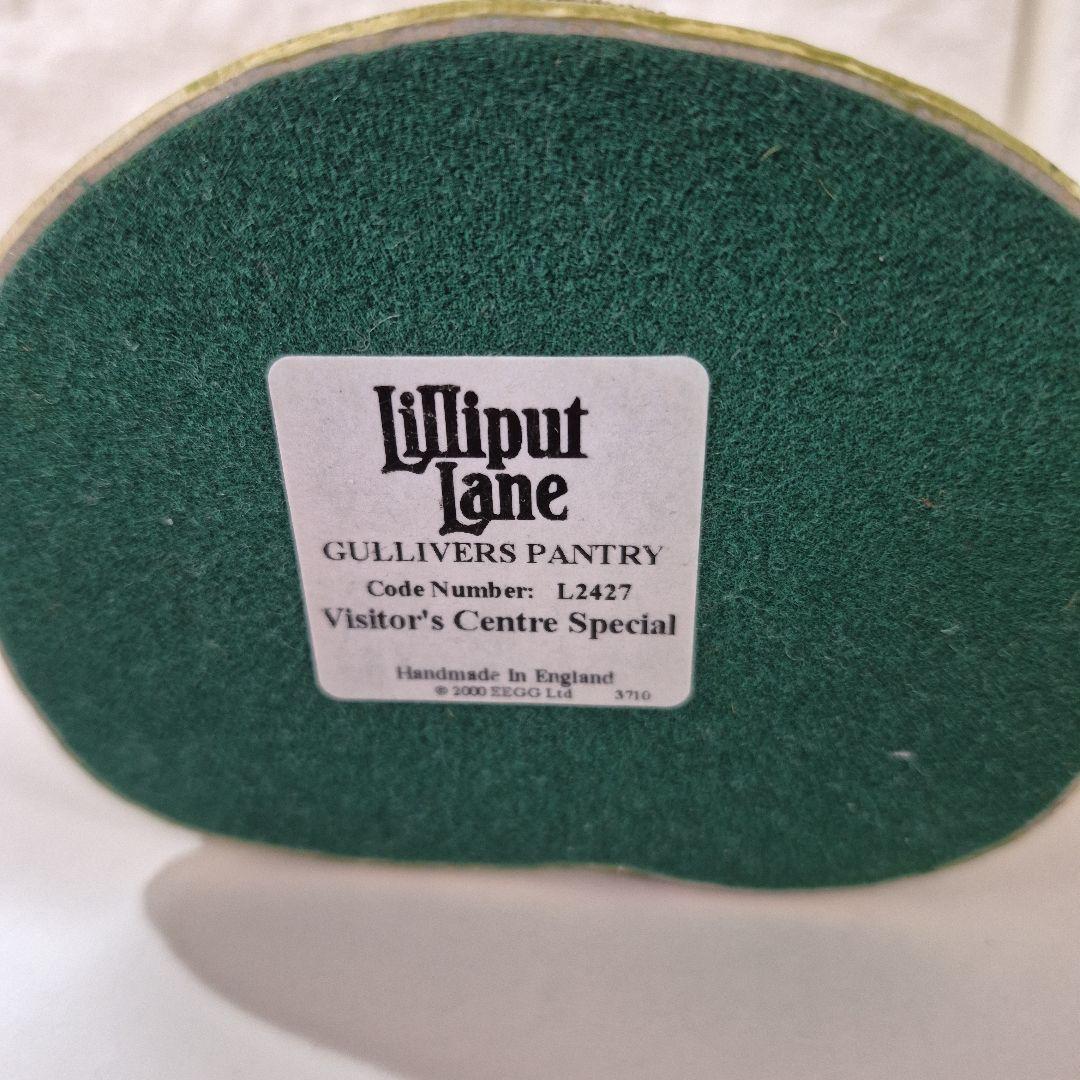 Lilliput
Lane
GULLIVERS PANTRY
Code Number: L2427
Visitor's Centre Special
Handmade In England
© 2000 EEGG Ltd 3710